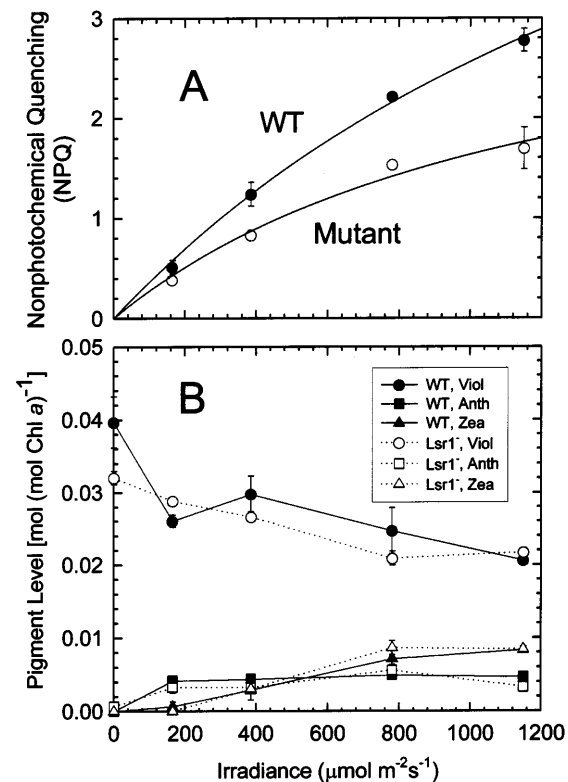 Nonphotochemical Quenching
(NPQ)
3
2
1
0
A
WT
Mutant
Pigment Level [mol (mol Chl a)⁻¹]
0.05
0.04
0.03
0.02
0.01
0.00
B
WT, Viol
WT, Anth
WT, Zea
Lsr1⁻, Viol
Lsr1⁻, Anth
Lsr1⁻, Zea
0 200 400 600 800 1000 1200
Irradiance (μmol m⁻²s⁻¹)